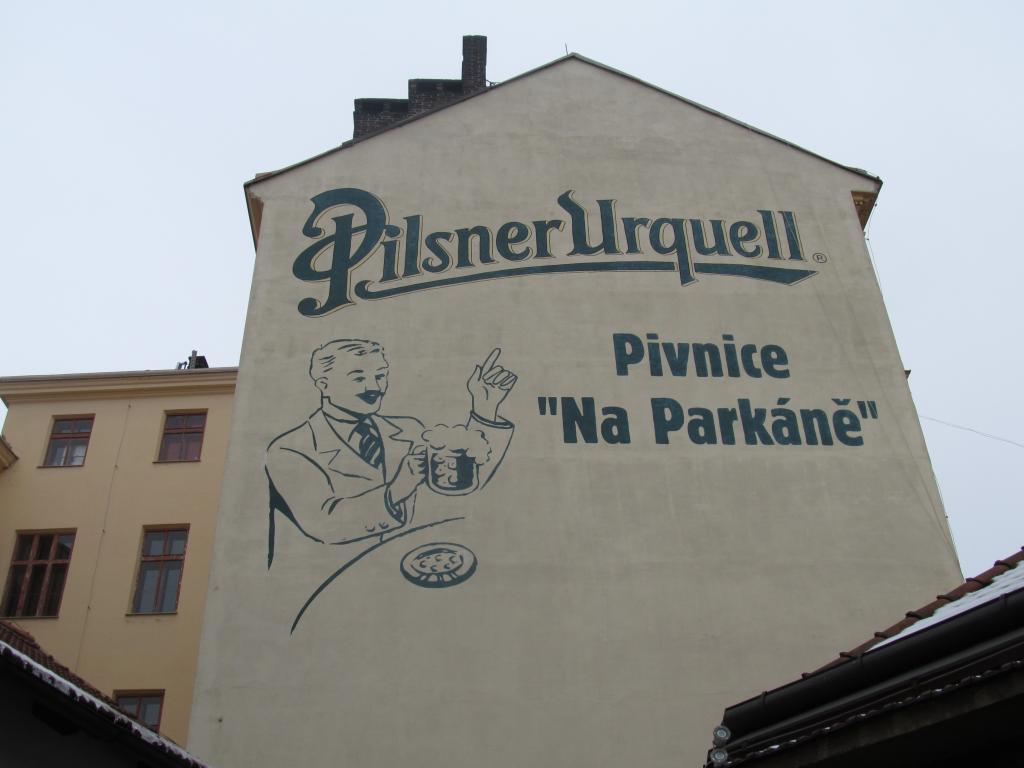 Pilsner Urquell ®
Pivnice
"Na Parkáně"